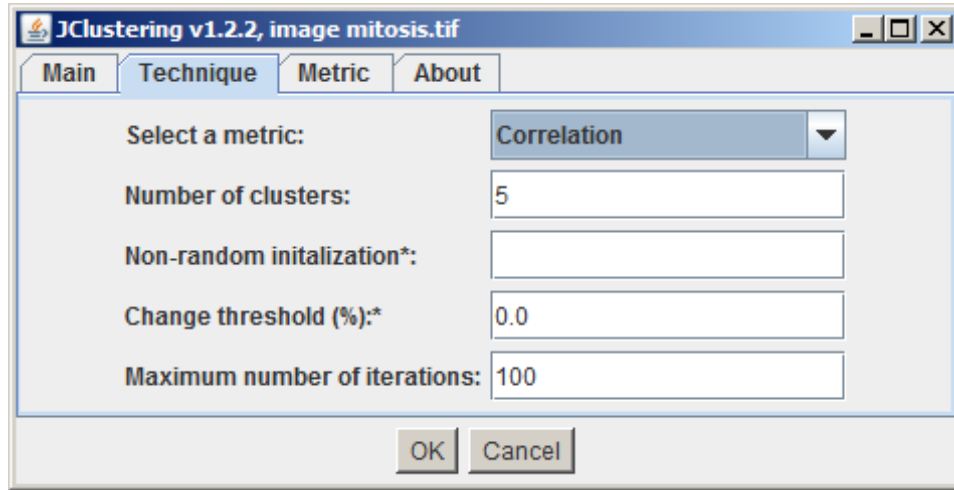 JClustering v1.2.2, image mitosis.tif
Main Technique Metric About
Select a metric: Correlation
Number of clusters: 5
Non-random initalization*:
Change threshold (%):* 0.0
Maximum number of iterations: 100
OK Cancel